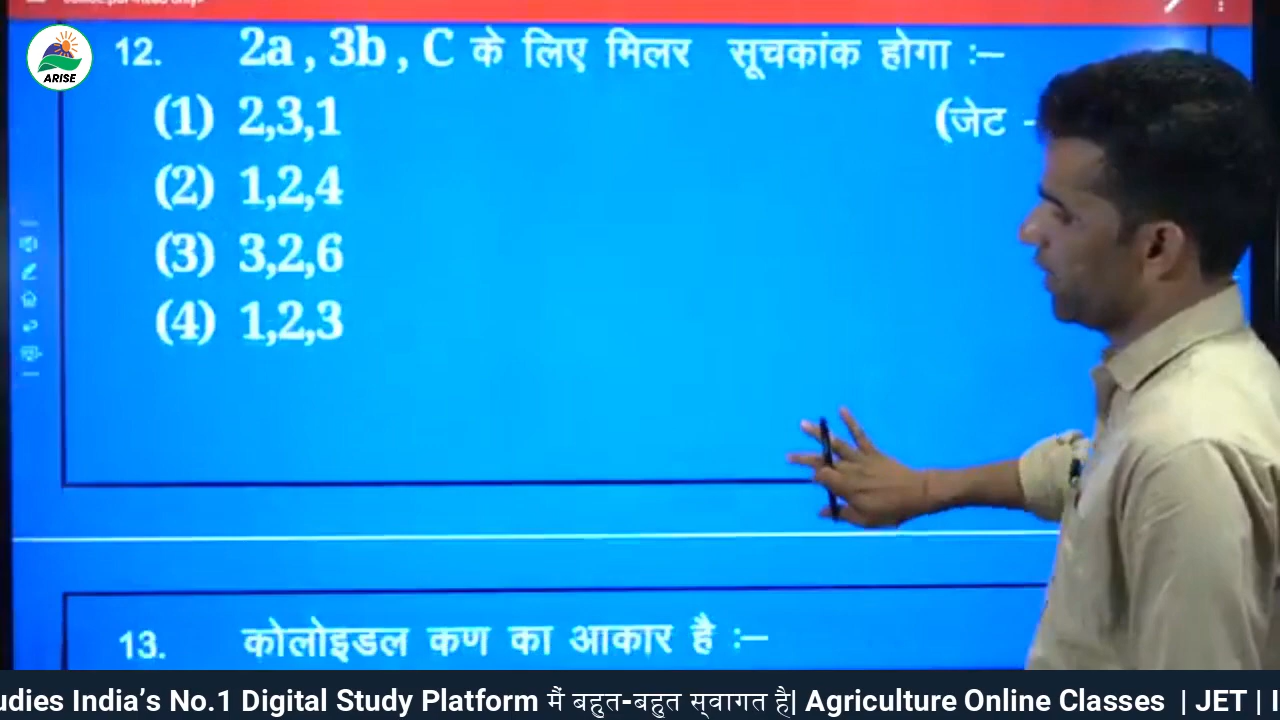 ARISE
12. 2a , 3b , C के लिए मिलर सूचकांक होगा :–
(1) 2,3,1
(जेट -
(2) 1,2,4
(3) 3,2,6
(4) 1,2,3
13. कोलोइडल कण का आकार है :–
udies India's No.1 Digital Study Platform में बहुत-बहुत स्वागत है| Agriculture Online Classes | JET | I